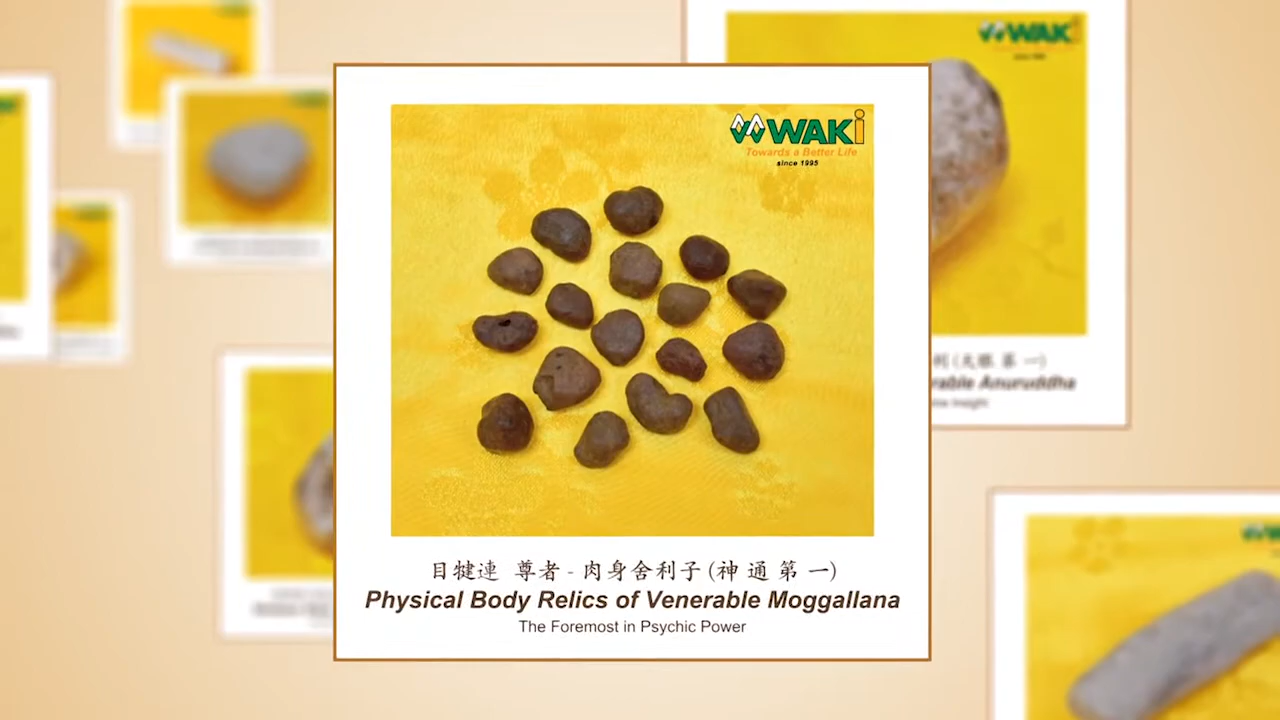 WAKi
Towards a Better Life
since 1995
目犍連 尊者 - 肉身舍利子 (神 通 第 一)
Physical Body Relics of Venerable Moggallana
The Foremost in Psychic Power
WAKi
Anuruddha